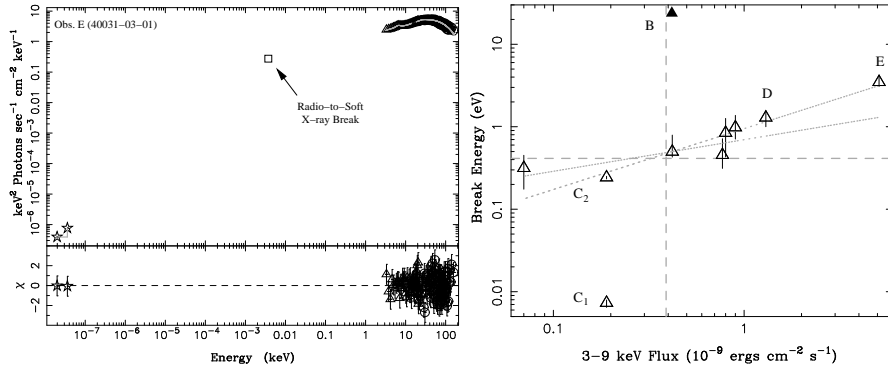 Obs. E (40031−03−01)
keV² Photons sec⁻¹ cm⁻² keV⁻¹
10
1
0.1
0.01
10⁻³
10⁻⁴
10⁻⁵
10⁻⁶
Radio−to−Soft
X−ray Break
χ
2
0
−2
10⁻⁷
10⁻⁶
10⁻⁵
10⁻⁴
10⁻³
0.01
0.1
1
10
100
Energy (keV)
Break Energy (eV)
10
1
0.1
0.01
B
E
D
C₂
C₁
0.1
1
3−9 keV Flux (10⁻⁹ ergs cm⁻² s⁻¹)